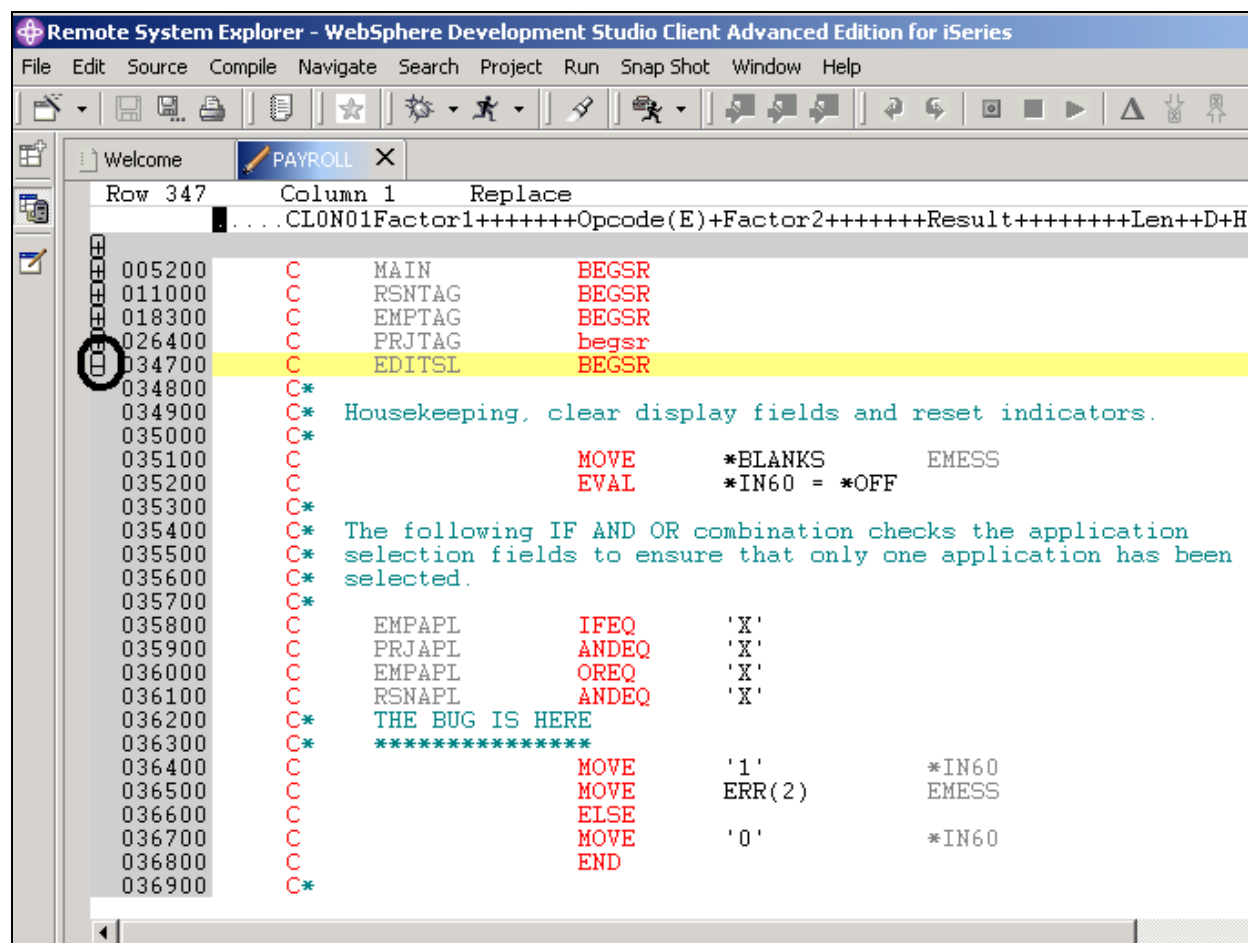 Remote System Explorer - WebSphere Development Studio Client Advanced Edition for iSeries
File Edit Source Compile Navigate Search Project Run Snap Shot Window Help
Welcome PAYROLL
Row 347 Column 1 Replace
.....CL0N01Factor1+++++++Opcode(E)+Factor2+++++++Result++++++++Len++D+H
005200 C MAIN BEGSR
011000 C RSNTAG BEGSR
018300 C EMPTAG BEGSR
026400 C PRJTAG begsr
034700 C EDITSL BEGSR
034800 C*
034900 C* Housekeeping, clear display fields and reset indicators.
035000 C*
035100 C MOVE *BLANKS EMESS
035200 C EVAL *IN60 = *OFF
035300 C*
035400 C* The following IF AND OR combination checks the application
035500 C* selection fields to ensure that only one application has been
035600 C* selected.
035700 C*
035800 C EMPAPL IFEQ 'X'
035900 C PRJAPL ANDEQ 'X'
036000 C EMPAPL OREQ 'X'
036100 C RSNAPL ANDEQ 'X'
036200 C* THE BUG IS HERE
036300 C* ***************
036400 C MOVE '1' *IN60
036500 C MOVE ERR(2) EMESS
036600 C ELSE
036700 C MOVE '0' *IN60
036800 C END
036900 C*